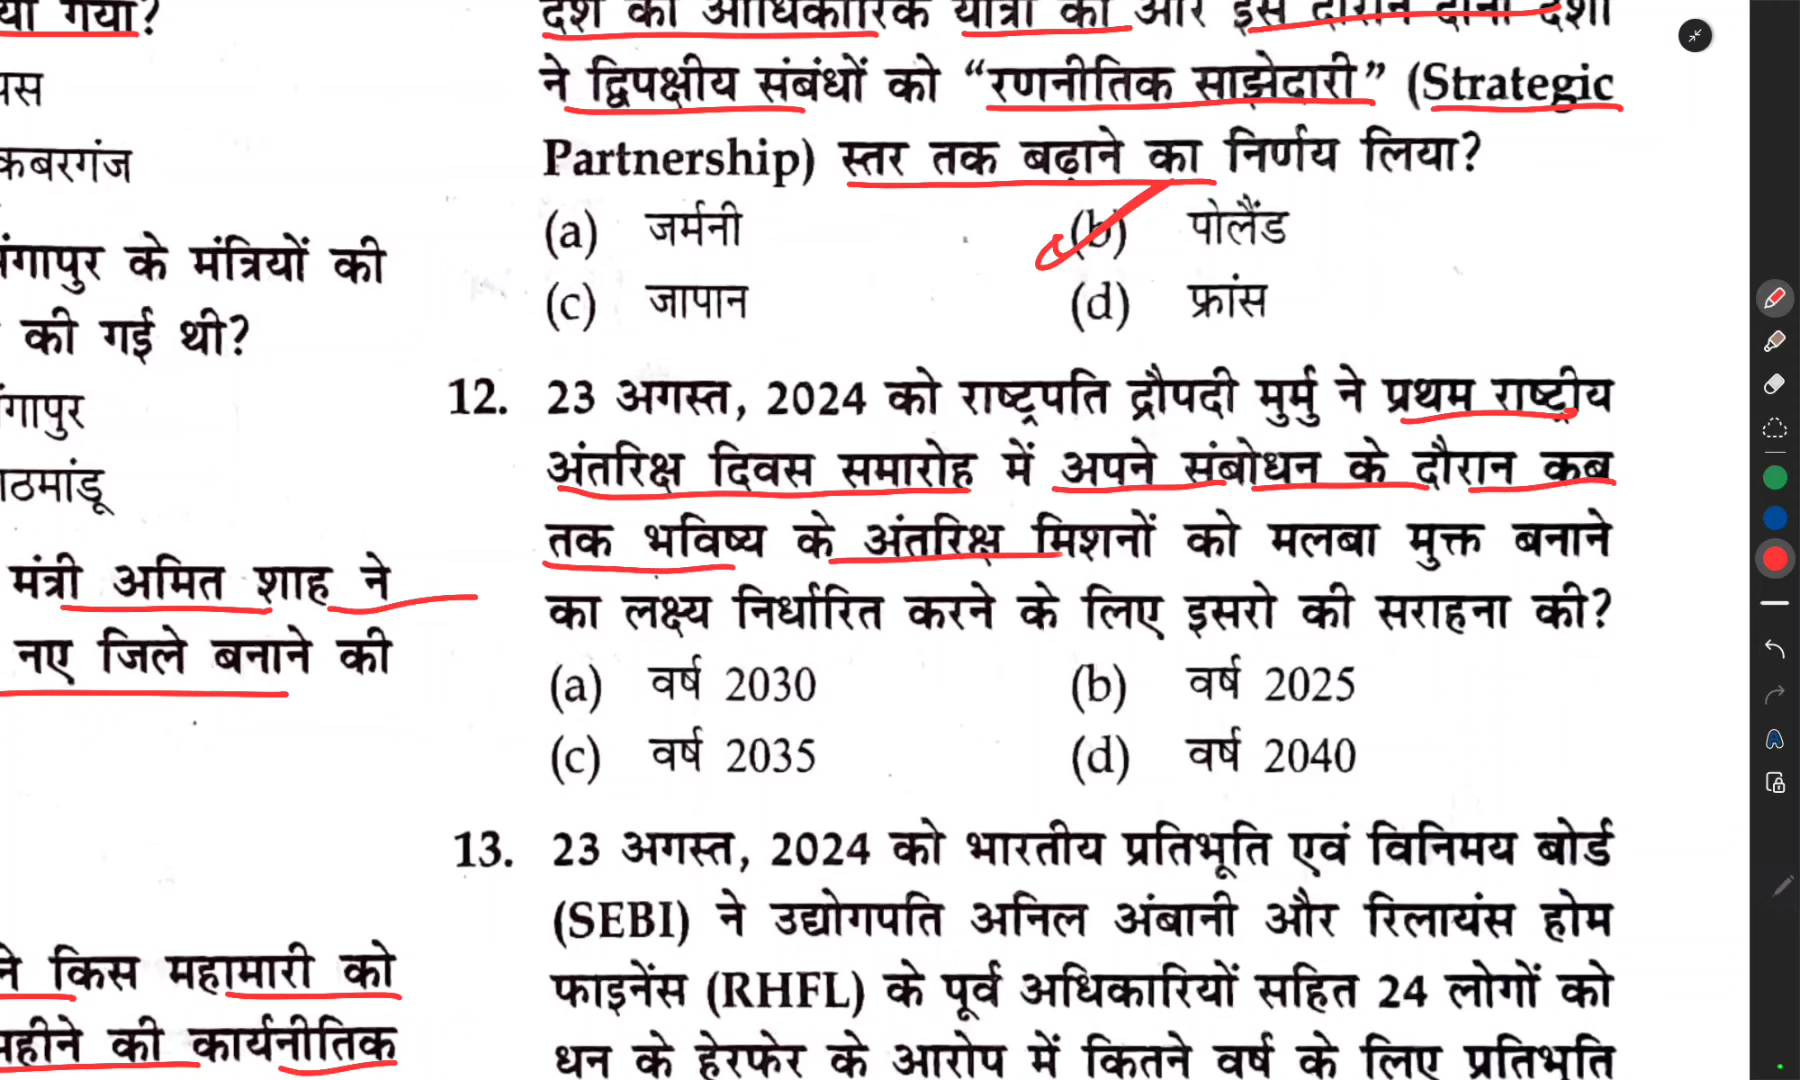 गया?
कबरगंज
के मंत्रियों की
की गई थी?
मंत्री अमित शाह ने
नए जिले बनाने की
किस महामारी को
की कार्यनीतिक
देश की आधिकारिक यात्रा की और इस दौरान दोनों देशों
ने द्विपक्षीय संबंधों को “रणनीतिक साझेदारी” (Strategic
Partnership) स्तर तक बढ़ाने का निर्णय लिया?
(a) जर्मनी (b) पोलैंड
(c) जापान (d) फ्रांस
12. 23 अगस्त, 2024 को राष्ट्रपति द्रौपदी मुर्मु ने प्रथम राष्ट्रीय
अंतरिक्ष दिवस समारोह में अपने संबोधन के दौरान कब
तक भविष्य के अंतरिक्ष मिशनों को मलबा मुक्त बनाने
का लक्ष्य निर्धारित करने के लिए इसरो की सराहना की?
(a) वर्ष 2030 (b) वर्ष 2025
(c) वर्ष 2035 (d) वर्ष 2040
13. 23 अगस्त, 2024 को भारतीय प्रतिभूति एवं विनिमय बोर्ड
(SEBI) ने उद्योगपति अनिल अंबानी और रिलायंस होम
फाइनेंस (RHFL) के पूर्व अधिकारियों सहित 24 लोगों को
धन के हेरफेर के आरोप में कितने वर्ष के लिए प्रतिभूति